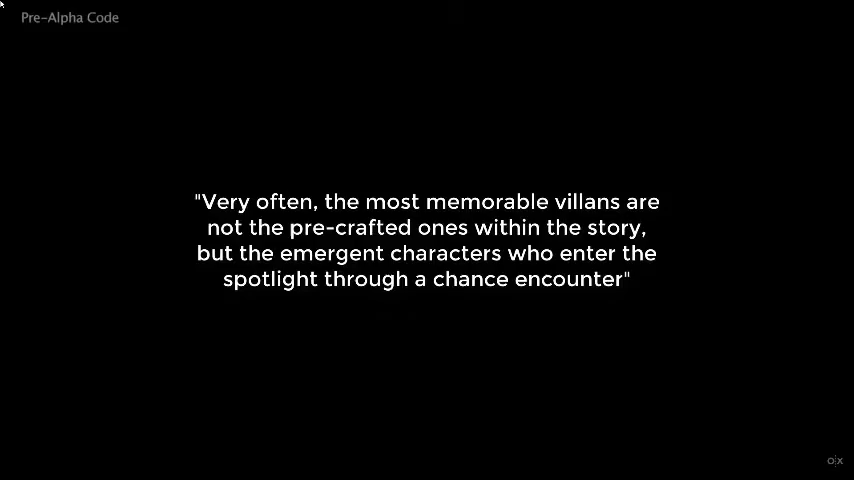 Pre-Alpha Code
"Very often, the most memorable villans are
not the pre-crafted ones within the story,
but the emergent characters who enter the
spotlight through a chance encounter"